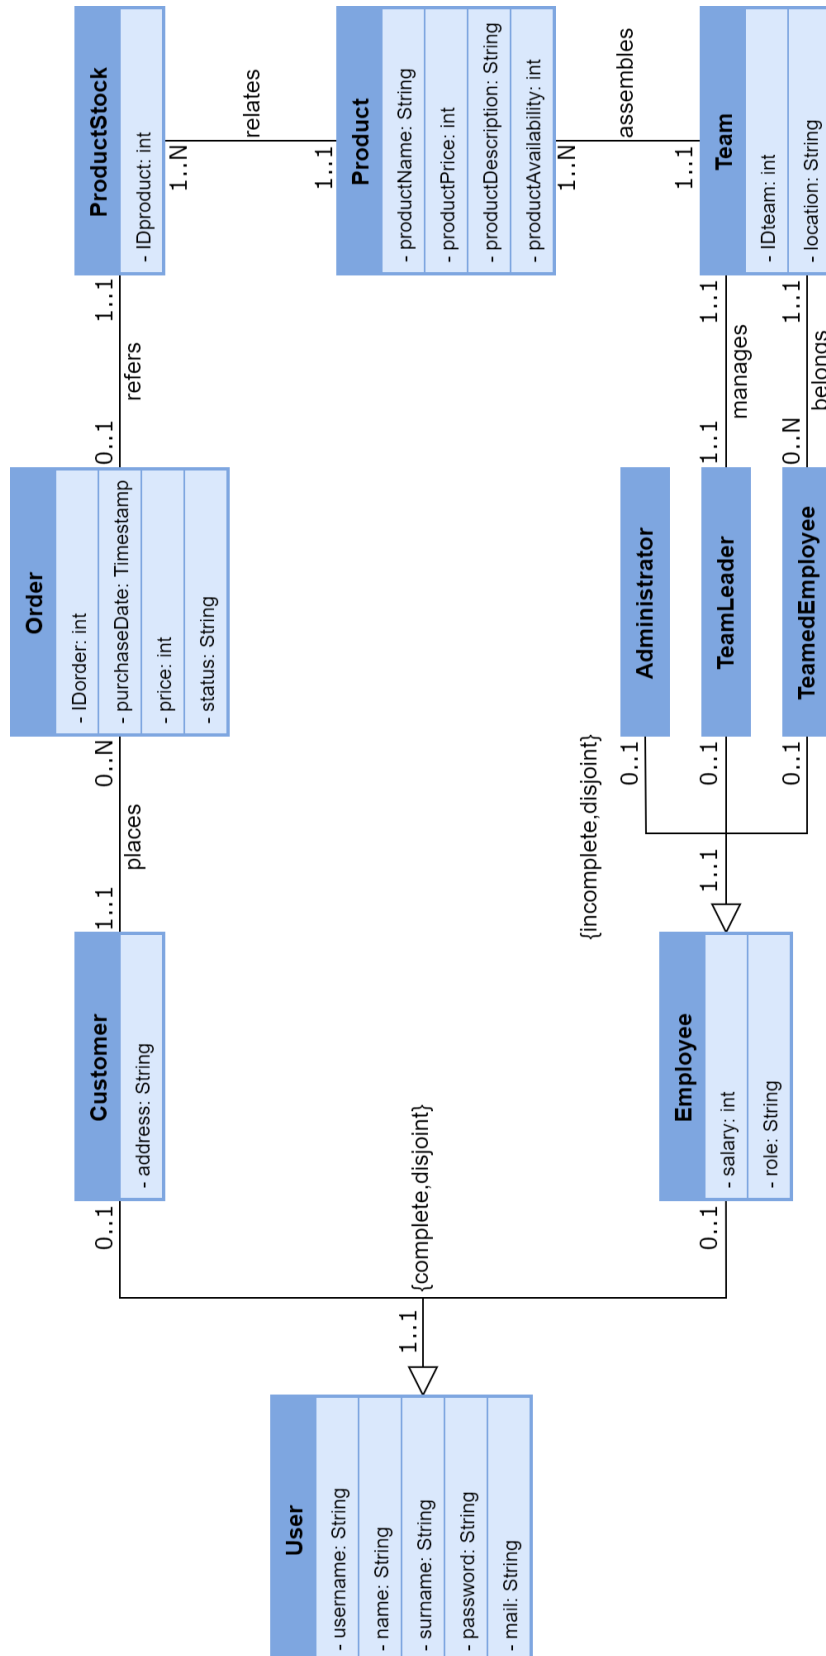 User
- username: String
- name: String
- surname: String
- password: String
- mail: String
1..1
{complete,disjoint}
0..1
0..1
Customer
- address: String
1..1
places
0..N
Order
- IDorder: int
- purchaseDate: Timestamp
- price: int
- status: String
0..1
refers
1..1
ProductStock
- IDproduct: int
1..N
relates
1..1
Product
- productName: String
- productPrice: int
- productDescription: String
- productAvailability: int
1..N
assembles
1..1
Team
- IDteam: int
- location: String
Employee
- salary: int
- role: String
1..1
{incomplete,disjoint}
0..1
0..1
0..1
Administrator
TeamLeader
TeamedEmployee
1..1
manages
1..1
0..N
belongs
1..1